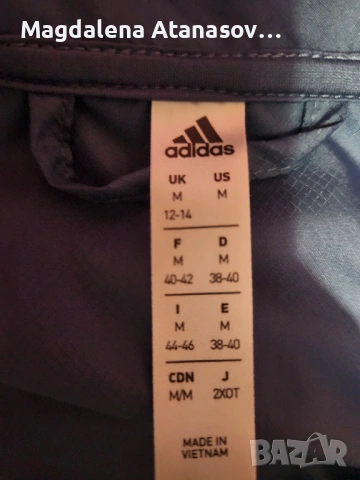 Magdalena Atanasov...
adidas
UK US
M M
12-14
F D
M M
40-42 38-40
I E
M M
44-46 38-40
CDN J
M/M 2XOT
MADE IN
VIETNAM
bazar